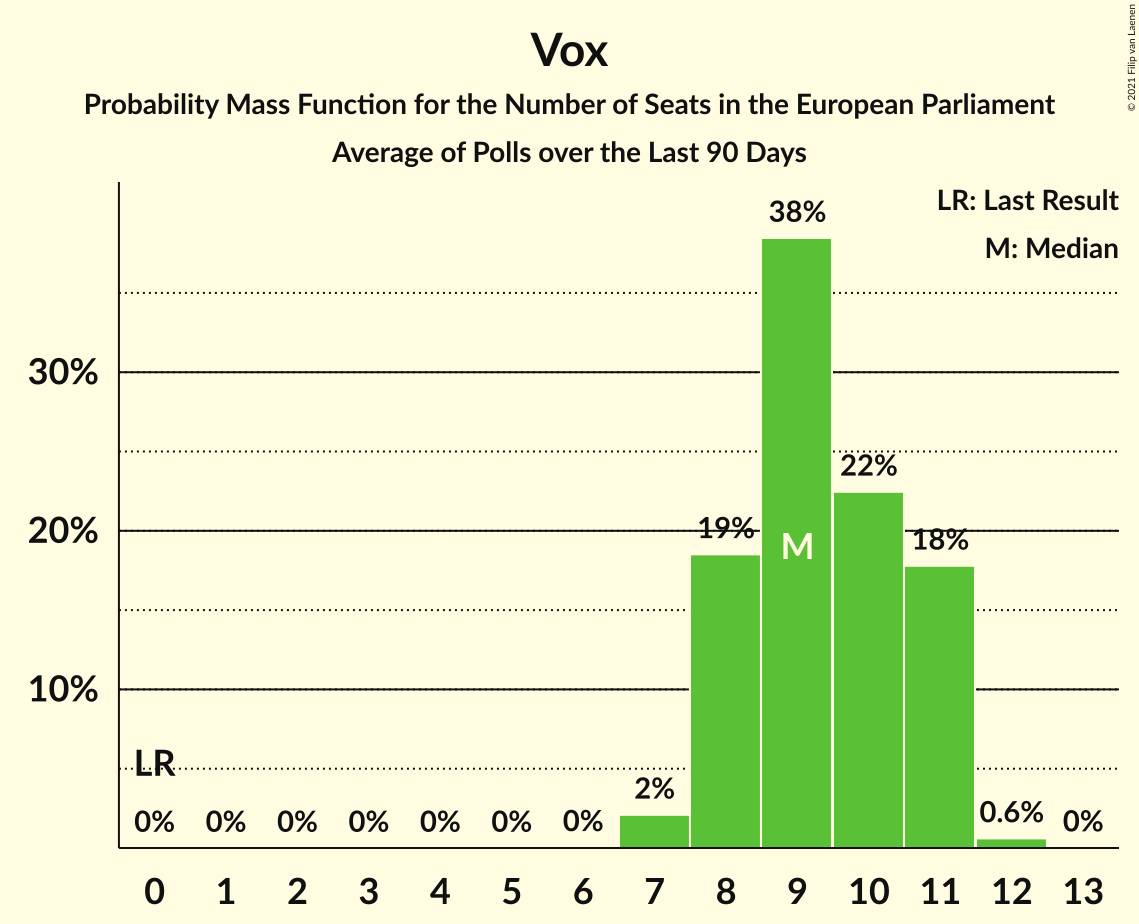 © 2021 Filip van Laenen
Vox
Probability Mass Function for the Number of Seats in the European Parliament
Average of Polls over the Last 90 Days
LR: Last Result
M: Median
38%
30%
22%
20%
19%
M
18%
10%
LR
0% 0% 0% 0% 0% 0% 0% 2% 0.6% 0%
0 1 2 3 4 5 6 7 8 9 10 11 12 13